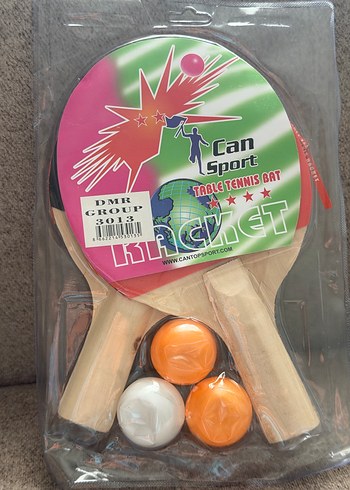 Can
Sport
TABLE TENNIS BAT
DMR
GROUP
3013
RACKET
WWW.CANTOPSPORT.COM